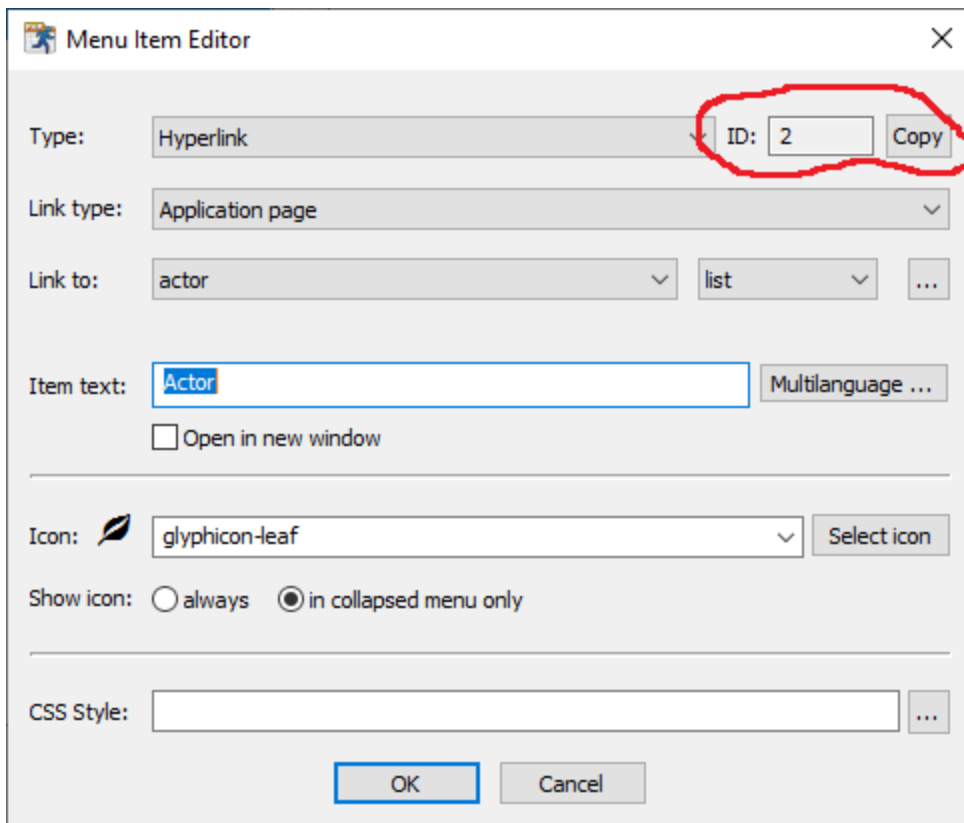 Menu Item Editor
Type: Hyperlink ID: 2 Copy
Link type: Application page
Link to: actor list ...
Item text: Actor Multilanguage ...
Open in new window
Icon: glyphicon-leaf Select icon
Show icon: always in collapsed menu only
CSS Style: ...
OK Cancel